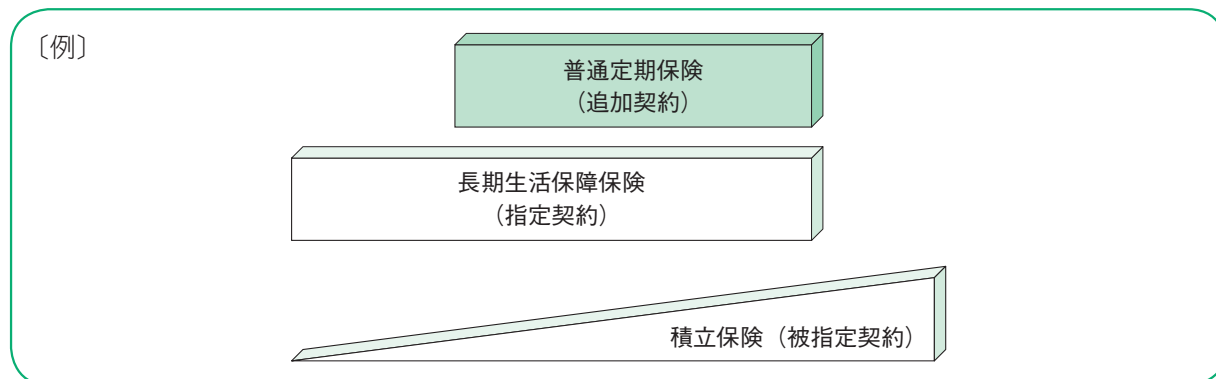 〔例〕
普通定期保険
（追加契約）
長期生活保障保険
（指定契約）
積立保険（被指定契約）